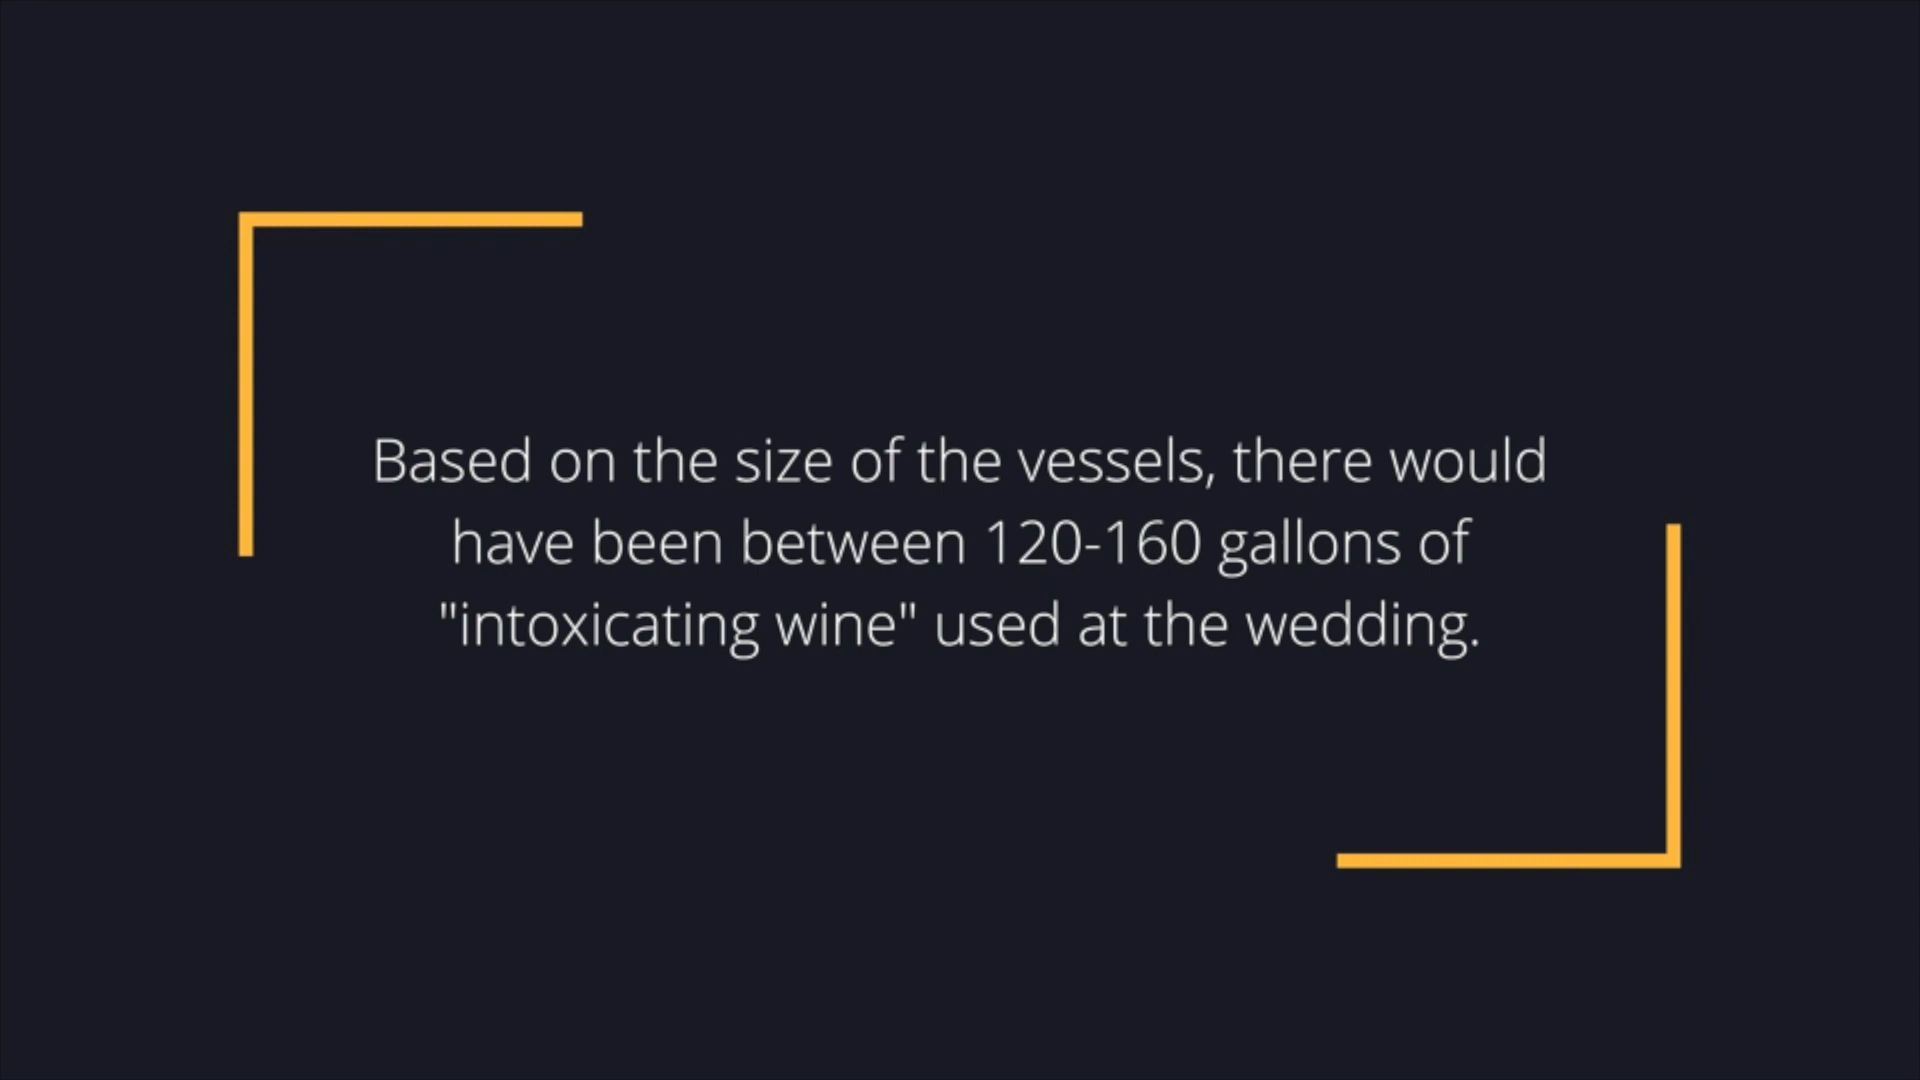 Based on the size of the vessels, there would
have been between 120-160 gallons of
"intoxicating wine" used at the wedding.